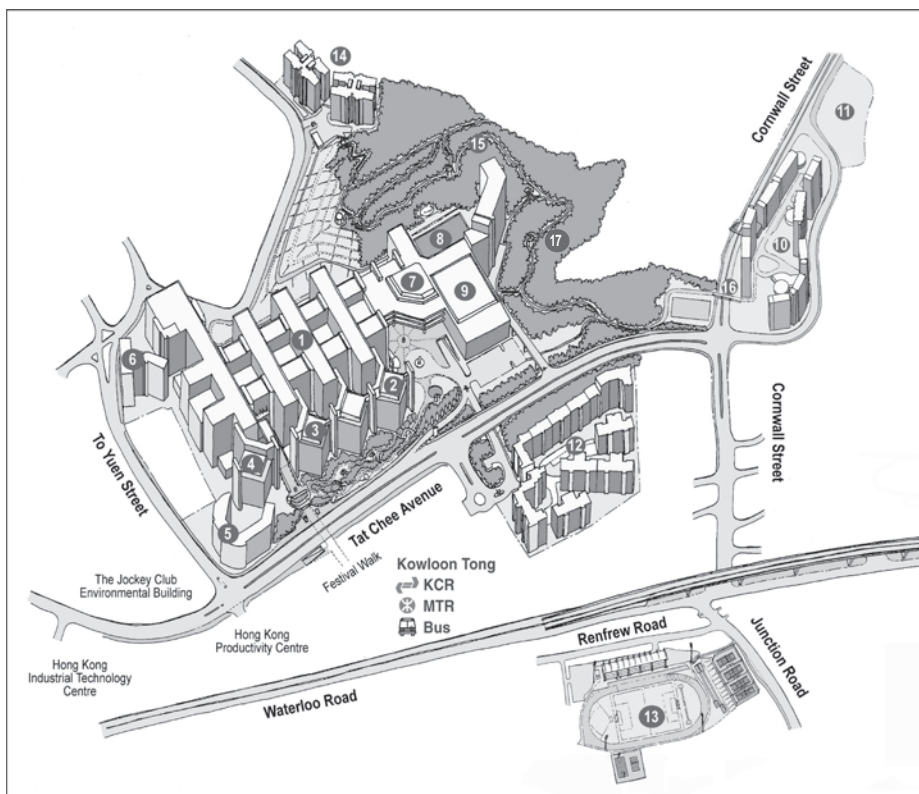 14
Cornwall Street
11
15
8
17
10
7
9
16
1
6
2
3
12
4
Cornwall Street
To Yuen Street
5
Tat Chee Avenue
Festival Walk
Kowloon Tong
KCR
MTR
Bus
The Jockey Club
Environmental Building
Hong Kong
Productivity Centre
Hong Kong
Industrial Technology
Centre
Renfrew Road
Junction Road
Waterloo Road
13